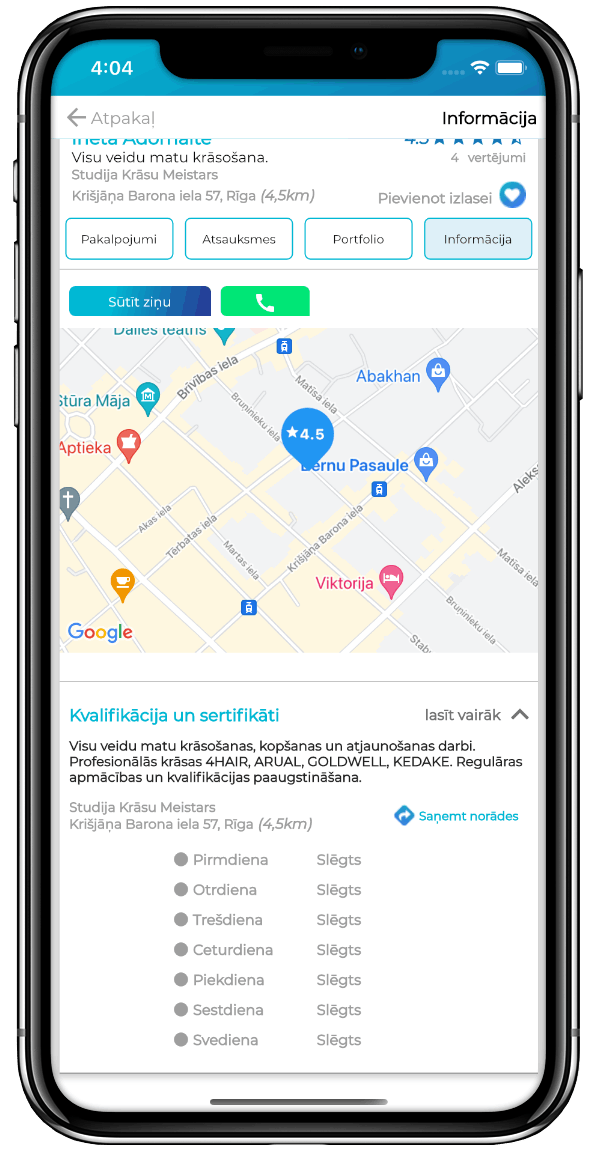 4:04
Atpakaļ
Informācija
Ineta Adomaite
4.5
Visu veidu matu krāsošana.
4 vertējumi
Studija Krāsu Meistars
Krišjāņa Barona iela 57, Rīga (4,5km)
Pievienot izlasei
Pakalpojumi
Atsauksmes
Portfolio
Informācija
Sūtīt ziņu
Dailes teātris
Brīvības iela
Matīsa iela
Abakhan
Stūra Māja
Bruņinieku iela
4.5
Aptieka
Bērnu Pasaule
Akas iela
Tērbatas iela
Krišjāņa Barona iela
Martas iela
Matīsa iela
Viktorija
Bruņinieku iela
Google
Kvalifikācija un sertifikāti
lasīt vairāk
Visu veidu matu krāsošanas, kopšanas un atjaunošanas darbi.
Profesionālās krāsas 4HAIR, ARUAL, GOLDWELL, KEDAKE. Regulāras
apmācības un kvalifikācijas paaugstināšana.
Studija Krāsu Meistars
Krišjāņa Barona iela 57, Rīga (4,5km)
Saņemt norādes
Pirmdiena Slēgts
Otrdiena Slēgts
Trešdiena Slēgts
Ceturdiena Slēgts
Piekdiena Slēgts
Sestdiena Slēgts
Svediena Slēgts